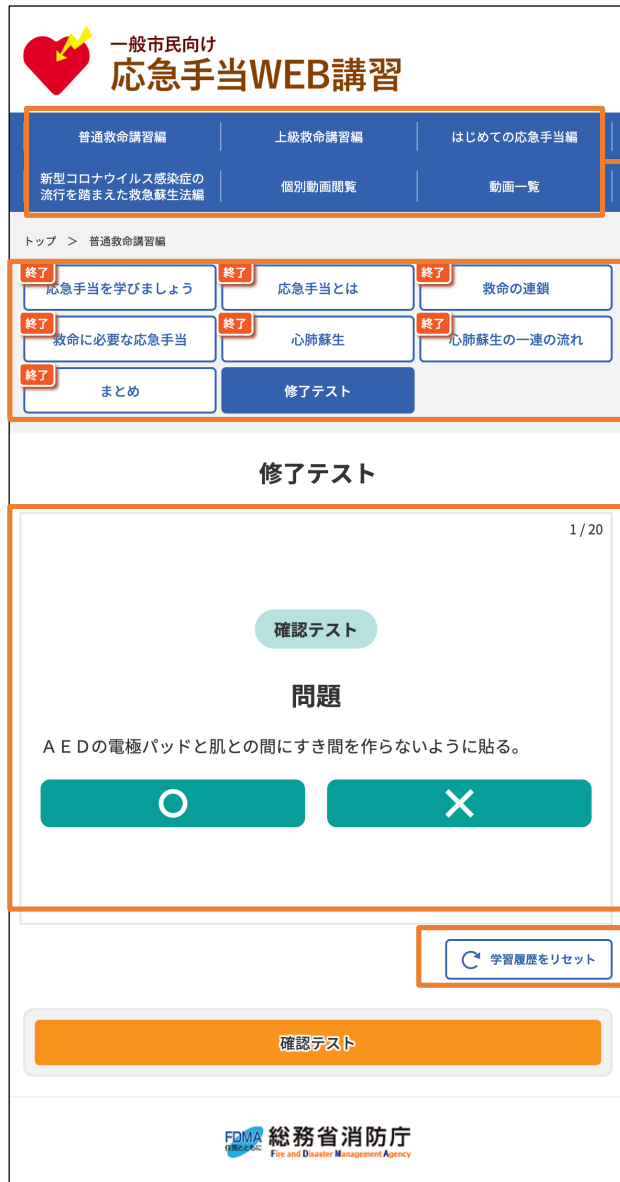 一般市民向け
応急手当WEB講習
普通救命講習編
上級救命講習編
はじめての応急手当編
新型コロナウイルス感染症の
流行を踏まえた救急蘇生法編
個別動画閲覧
動画一覧
トップ > 普通救命講習編
終了
応急手当を学びましょう
終了
応急手当とは
終了
救命の連鎖
終了
救命に必要な応急手当
終了
心肺蘇生
終了
心肺蘇生の一連の流れ
終了
まとめ
修了テスト
修了テスト
1 / 20
確認テスト
問題
ＡＥＤの電極パッドと肌との間にすき間を作らないように貼る。
学習履歴をリセット
確認テスト
FDMA
住民とともに
総務省消防庁
Fire and Disaster Management Agency